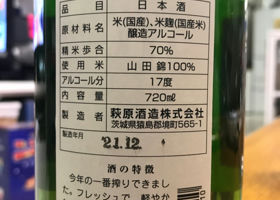 品目 日本酒
原材料名 米(国産)、米麹(国産米)
醸造アルコール
精米歩合 70%
使用米 山田錦100%
アルコール分 17度
内容量 720mℓ
製造者 萩原酒造株式会社
茨城県猿島郡境町565-1
製造年月 21.12
酒の特徴
今年の一番搾りできまし
た。フレッシュで、軽やか